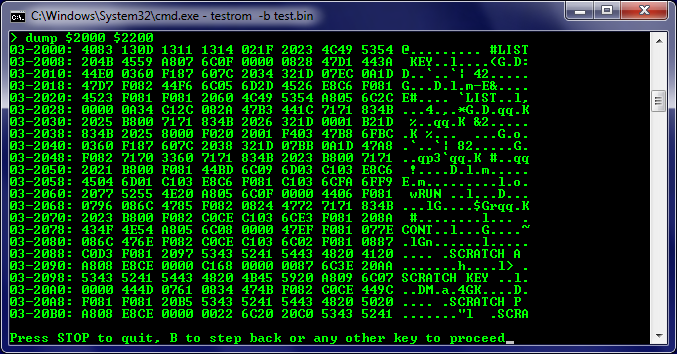 C:\Windows\System32\cmd.exe - testrom -b test.bin
> dump $2000 $2200
03-2000: 4083 130D 1311 1314 021F 2023 4C49 5354 @......... #LIST
03-2008: 204B 4559 A807 6C0F 0000 0828 47D1 443A  KEY..l....(G.D:
03-2010: 44E0 0360 F187 607C 2034 321D 07EC 0A1D D..`..`¦ 42.....
03-2018: 47D7 F082 44F6 6C05 6D2D 4526 E8C6 F081 G...D.l.m-E&....
03-2020: 4523 F081 F081 2060 4C49 5354 A805 6C2C E#.... `LIST..l,
03-2028: 0000 0A34 C12C 082A 47B3 441C 7171 834B ...4.,.*G.D.qq.K
03-2030: 2025 B800 7171 834B 2026 321D 0001 B21D  %..qq.K &2.....
03-2038: 834B 2025 8000 F020 2001 F403 47B8 6FBC .K %... ....G.o.
03-2040: 0360 F187 607C 2038 321D 07BB 0A1D 47A8 .`..`¦ 82.....G.
03-2048: F082 7170 3360 7171 834B 2023 B800 7171 ..qp3`qq.K #..qq
03-2050: 2021 B800 F081 44BD 6C09 6D03 C103 E8C6  !....D.l.m.....
03-2058: 4504 6D01 C103 E8C6 F081 C103 6CFA 6FF9 E.m.........l.o.
03-2060: 2077 5255 4E20 A805 6C0F 0000 4406 F081  wRUN ..l...D...
03-2068: 0796 086C 4785 F082 0824 4772 7171 834B ...lG....$Grqq.K
03-2070: 2023 B800 F082 C0CE C103 6CE3 F081 208A  #........l... .
03-2078: 434F 4E54 A805 6C08 0000 47EF F081 077E CONT..l...G....~
03-2080: 086C 476E F082 C0CE C103 6C02 F081 0887 .lGn......l.....
03-2088: C0D3 F081 2097 5343 5241 5443 4820 4120 .... .SCRATCH A
03-2090: A808 E8CE 0000 C168 0000 0087 6C3E 20AA .......h....l> .
03-2098: 5343 5241 5443 4820 4B45 5920 A809 6C07 SCRATCH KEY ..l.
03-20A0: 0000 444D 0761 0834 474B F082 C0CE 449C ..DM.a.4GK....D.
03-20A8: F081 F081 20B5 5343 5241 5443 4820 5020 .... .SCRATCH P
03-20B0: A808 E8CE 0000 0022 6C20 20C0 5343 5241 ......."l  .SCRA
Press STOP to quit, B to step back or any other key to proceed